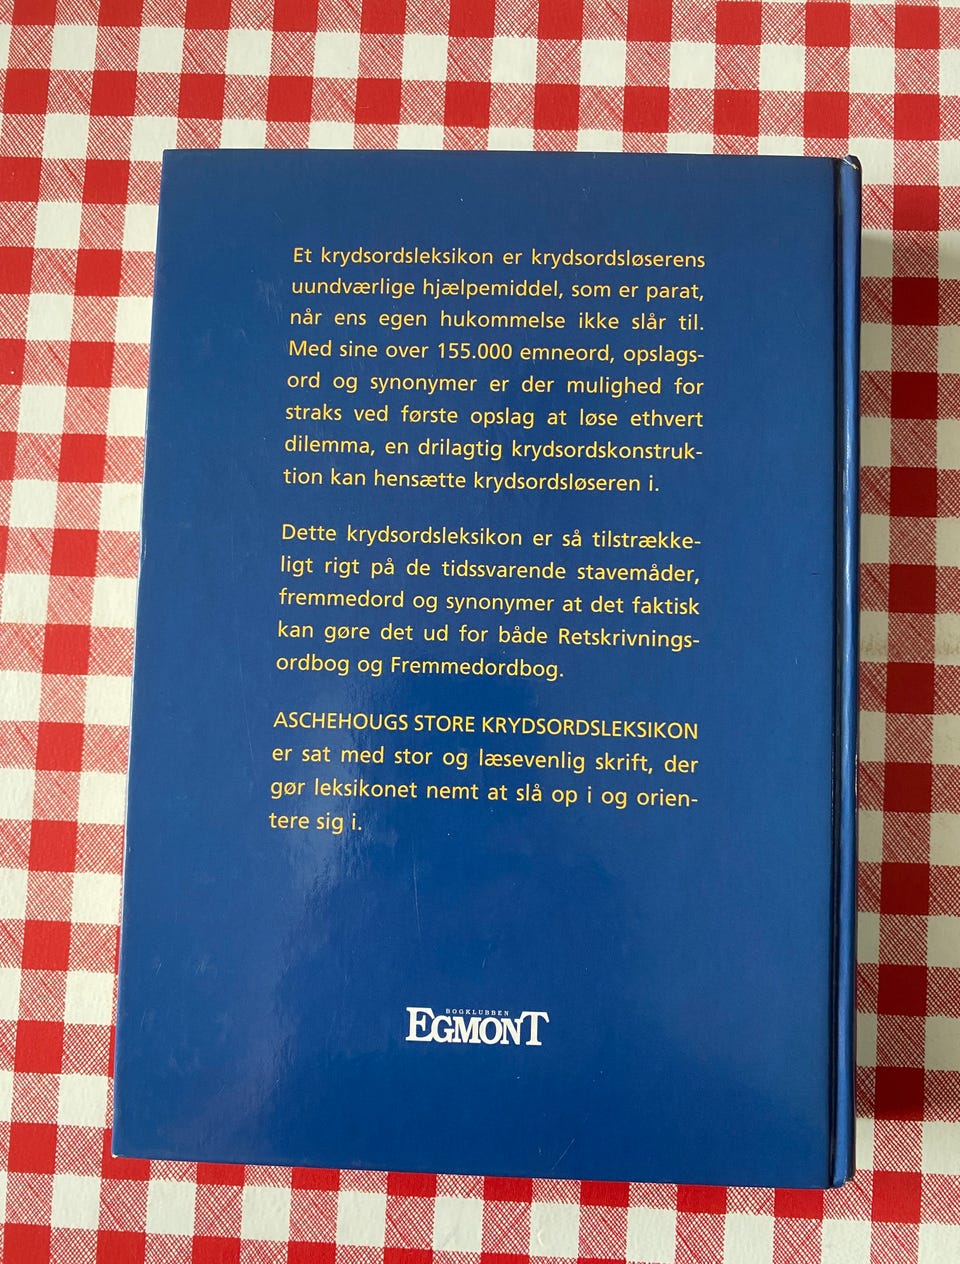 Et krydsordsleksikon er krydsordsløserens
uundværlige hjælpemiddel, som er parat,
når ens egen hukommelse ikke slår til.
Med sine over 155.000 emneord, opslags-
ord og synonymer er der mulighed for
straks ved første opslag at løse ethvert
dilemma, en drilagtig krydsordskonstruk-
tion kan hensætte krydsordsløseren i.
Dette krydsordsleksikon er så tilstrække-
ligt rigt på de tidssvarende stavemåder,
fremmedord og synonymer at det faktisk
kan gøre det ud for både Retskrivnings-
ordbog og Fremmedordbog.
ASCHEHOUGS STORE KRYDSORDSLEKSIKON
er sat med stor og læsevenlig skrift, der
gør leksikonet nemt at slå op i og orien-
tere sig i.
BOGKLUBBEN
EGMONT